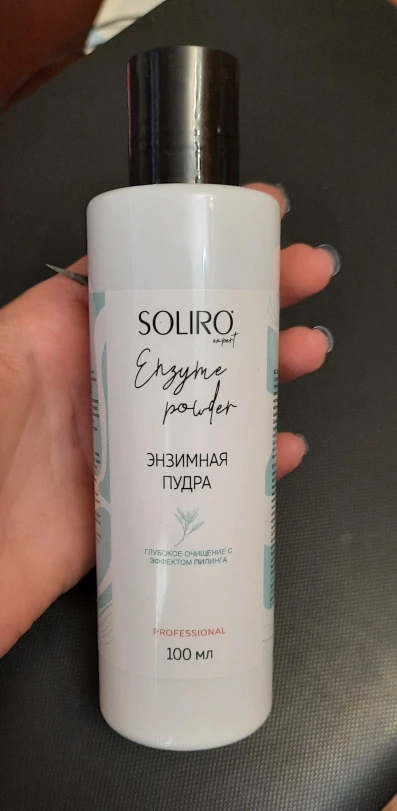 SOLIRO
expert
Enzyme
powder
ЭНЗИМНАЯ
ПУДРА
ГЛУБОКОЕ ОЧИЩЕНИЕ С
ЭФФЕКТОМ ПИЛИНГА
PROFESSIONAL
100 мл